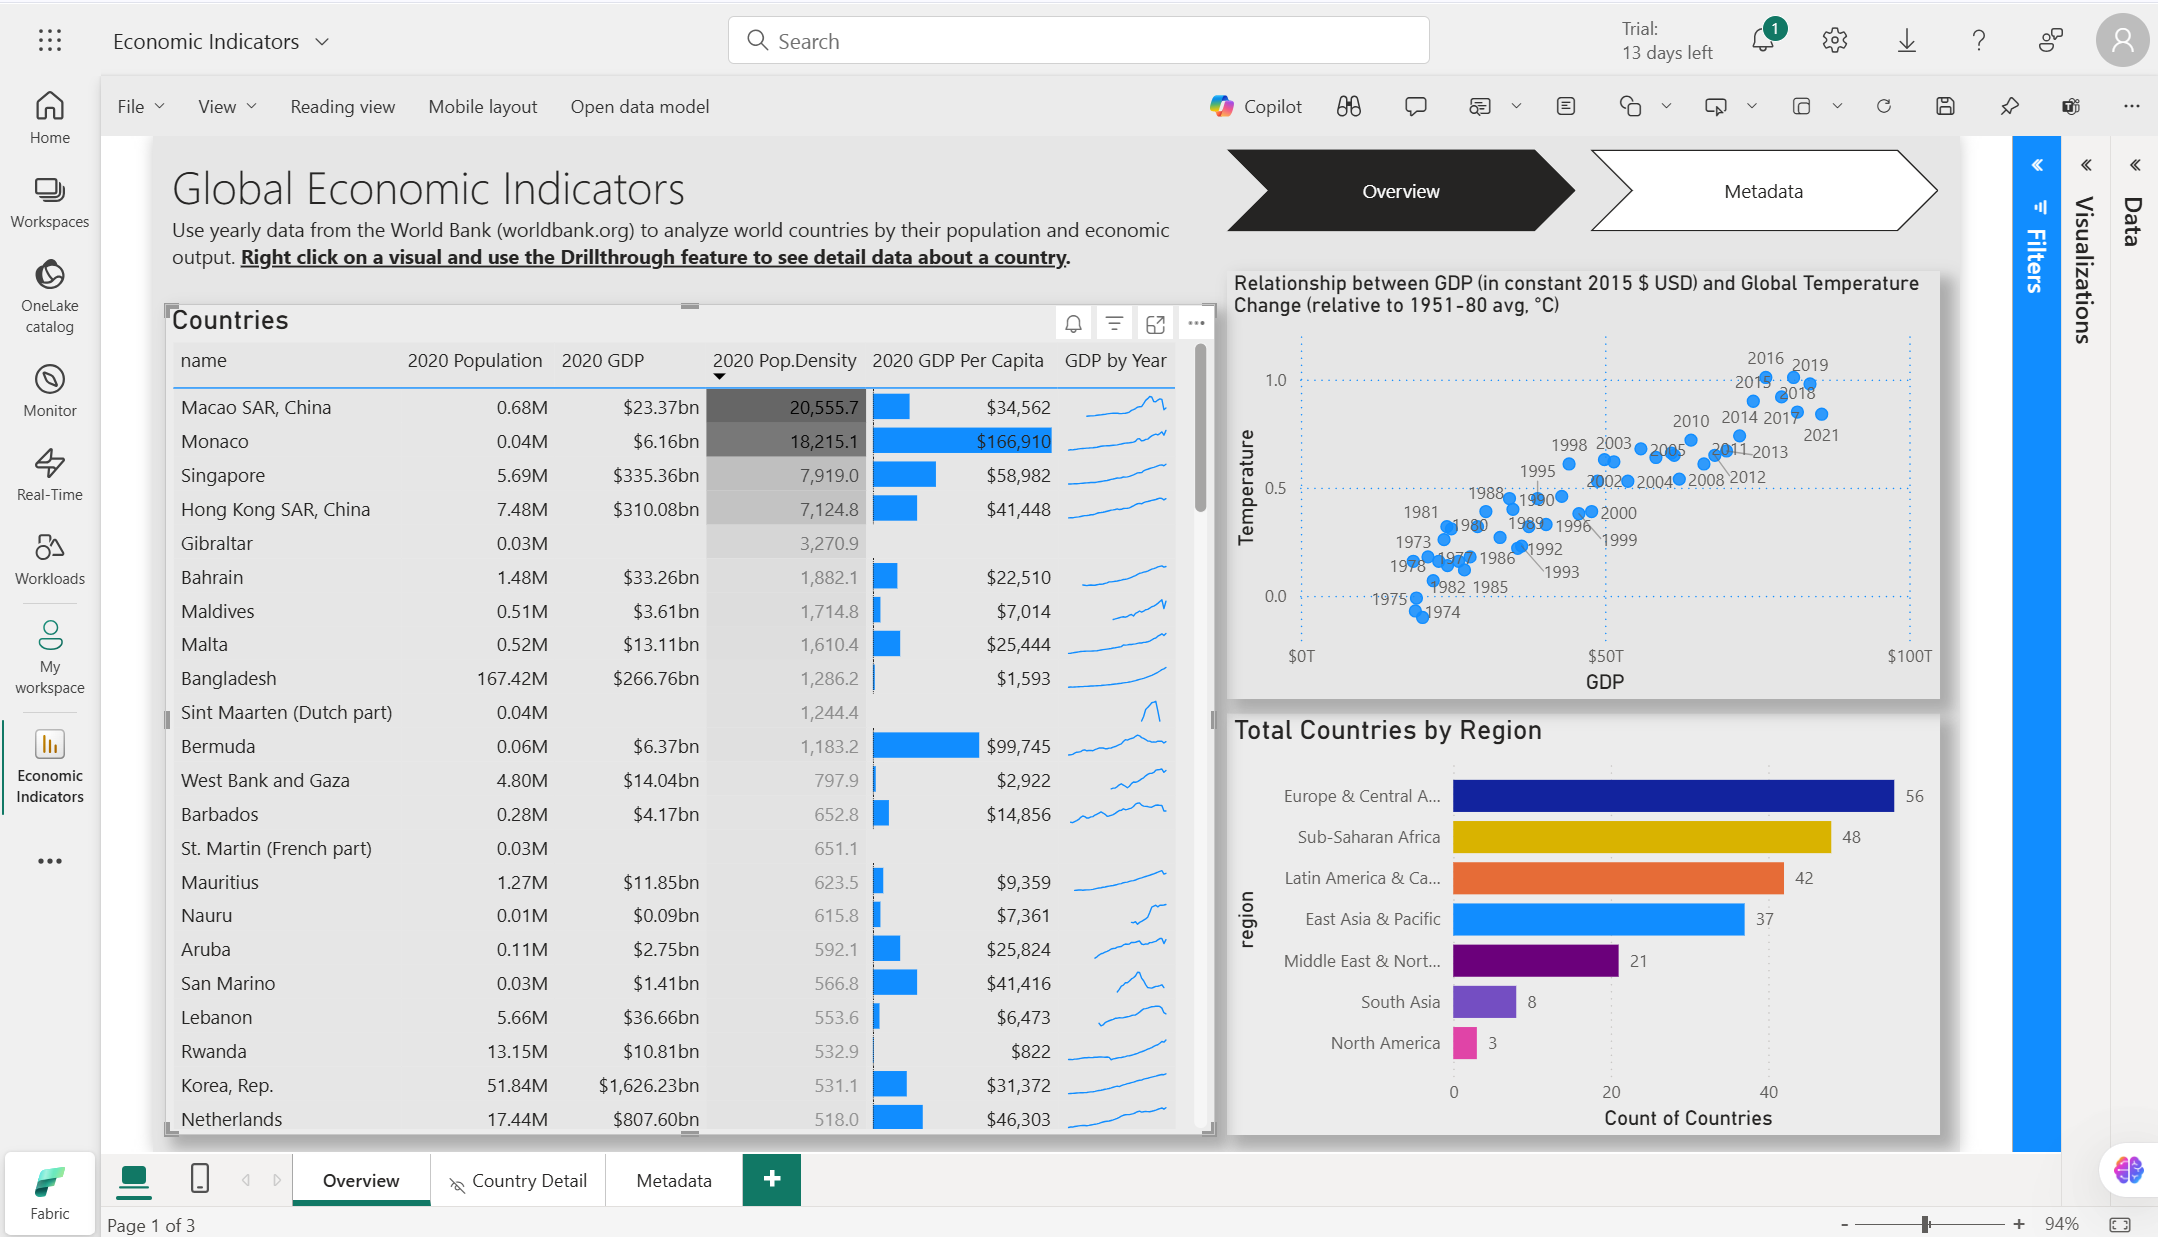 Economic Indicators
Search
Trial:
13 days left
1
File
View
Reading view
Mobile layout
Open data model
Copilot
Home
Workspaces
OneLake
catalog
Monitor
Real-Time
Workloads
My
workspace
Economic
Indicators
Fabric
Global Economic Indicators
Use yearly data from the World Bank (worldbank.org) to analyze world countries by their population and economic
output. Right click on a visual and use the Drillthrough feature to see detail data about a country.
Overview
Metadata
Countries
name 2020 Population 2020 GDP 2020 Pop.Density 2020 GDP Per Capita GDP by Year
Macao SAR, China 0.68M $23.37bn 20,555.7 $34,562
Monaco 0.04M $6.16bn 18,215.1 $166,910
Singapore 5.69M $335.36bn 7,919.0 $58,982
Hong Kong SAR, China 7.48M $310.08bn 7,124.8 $41,448
Gibraltar 0.03M 3,270.9
Bahrain 1.48M $33.26bn 1,882.1 $22,510
Maldives 0.51M $3.61bn 1,714.8 $7,014
Malta 0.52M $13.11bn 1,610.4 $25,444
Bangladesh 167.42M $266.76bn 1,286.2 $1,593
Sint Maarten (Dutch part) 0.04M 1,244.4
Bermuda 0.06M $6.37bn 1,183.2 $99,745
West Bank and Gaza 4.80M $14.04bn 797.9 $2,922
Barbados 0.28M $4.17bn 652.8 $14,856
St. Martin (French part) 0.03M 651.1
Mauritius 1.27M $11.85bn 623.5 $9,359
Nauru 0.01M $0.09bn 615.8 $7,361
Aruba 0.11M $2.75bn 592.1 $25,824
San Marino 0.03M $1.41bn 566.8 $41,416
Lebanon 5.66M $36.66bn 553.6 $6,473
Rwanda 13.15M $10.81bn 532.9 $822
Korea, Rep. 51.84M $1,626.23bn 531.1 $31,372
Netherlands 17.44M $807.60bn 518.0 $46,303
Relationship between GDP (in constant 2015 $ USD) and Global Temperature
Change (relative to 1951-80 avg, °C)
Temperature
1.0
0.5
0.0
2016 2019
2015 2018
2010 2014 2017
2021
1998 2003 2005 2011 2013
1995 2002 2004 2008 2012
1988 1990
1981 1980 1989 1996 2000
1999
1973 1977 1986 1992
1978 1993
1982 1985
1975 1974
$0T $50T $100T
GDP
Total Countries by Region
region
Europe & Central A... 56
Sub-Saharan Africa 48
Latin America & Ca... 42
East Asia & Pacific 37
Middle East & Nort... 21
South Asia 8
North America 3
0 20 40
Count of Countries
Filters
Visualizations
Data
Overview
Country Detail
Metadata
+
Page 1 of 3
- + 94%